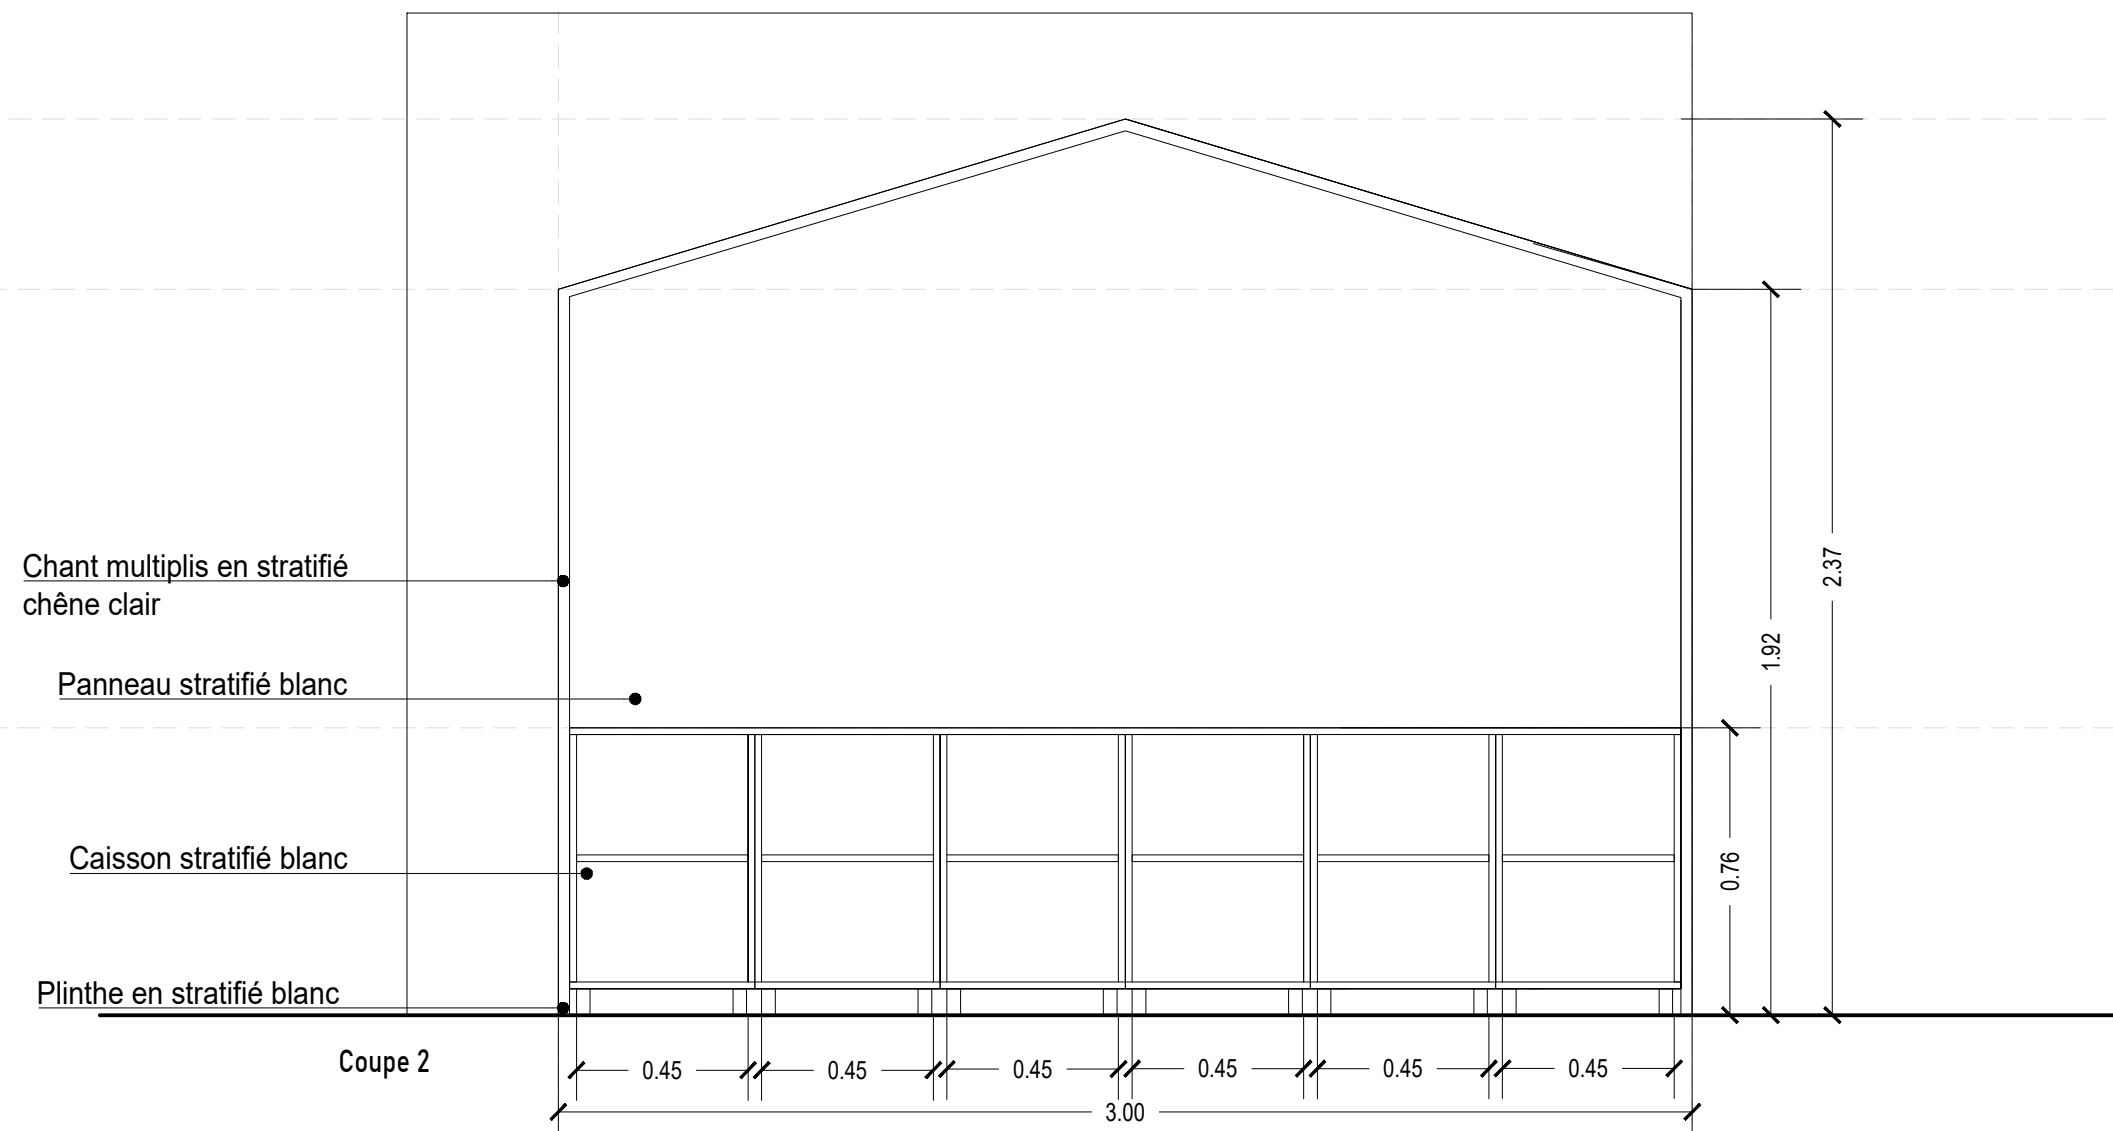 2.37
1.92
Chant multiplis en stratifié
chêne clair
Panneau stratifié blanc
Caisson stratifié blanc
0.76
Plinthe en stratifié blanc
Coupe 2
0.45 0.45 0.45 0.45 0.45 0.45
3.00